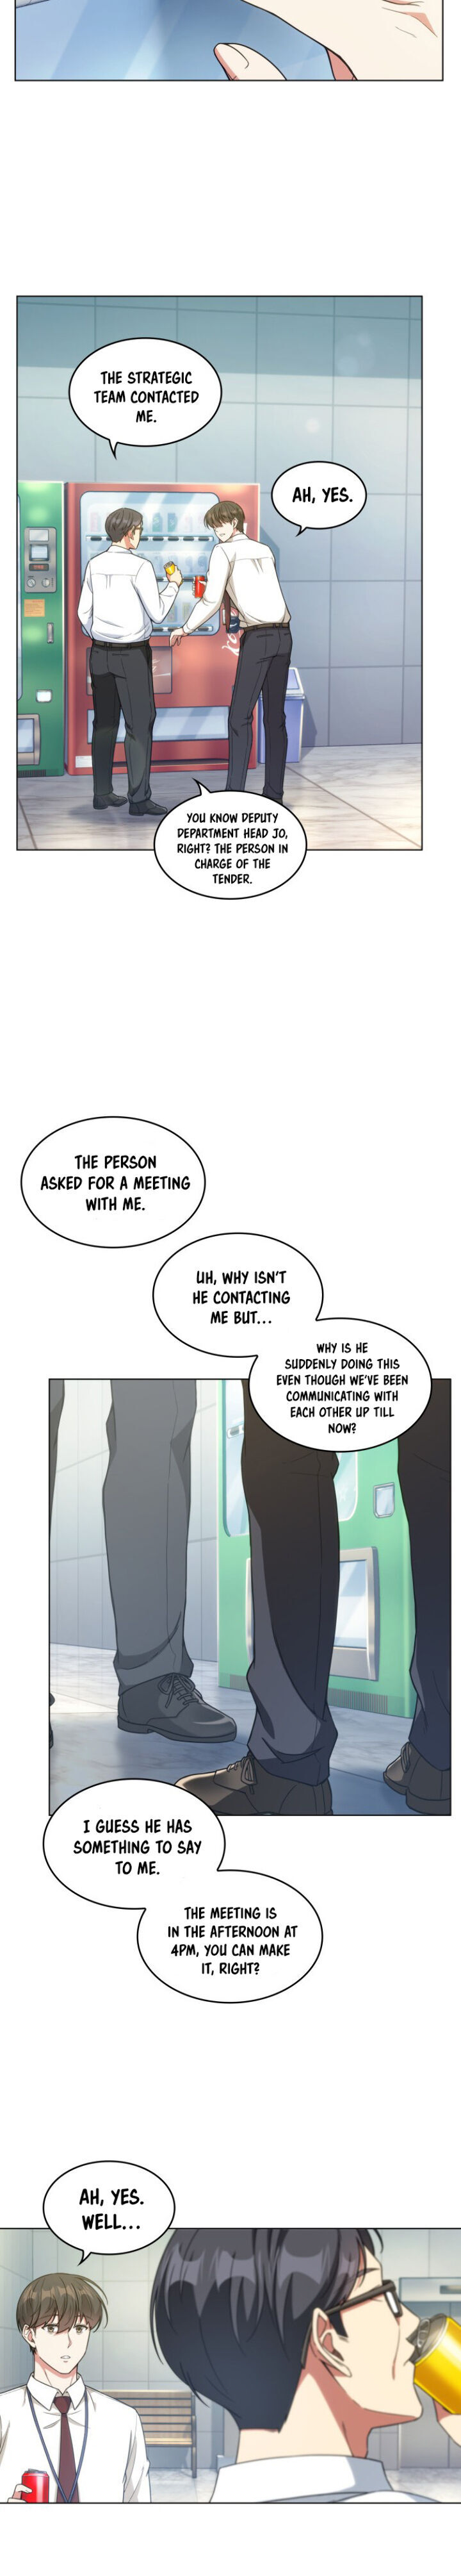 THE STRATEGIC
TEAM CONTACTED
ME.
AH, YES.
YOU KNOW DEPUTY
DEPARTMENT HEAD JO,
RIGHT? THE PERSON IN
CHARGE OF THE
TENDER.
THE PERSON
ASKED FOR A MEETING
WITH ME.
UH, WHY ISN'T
HE CONTACTING
ME BUT...
WHY IS HE
SUDDENLY DOING THIS
EVEN THOUGH WE'VE BEEN
COMMUNICATING WITH
EACH OTHER UP TILL
NOW?
I GUESS HE HAS
SOMETHING TO SAY
TO ME.
THE MEETING IS
IN THE AFTERNOON AT
4PM, YOU CAN MAKE
IT, RIGHT?
AH, YES.
WELL...